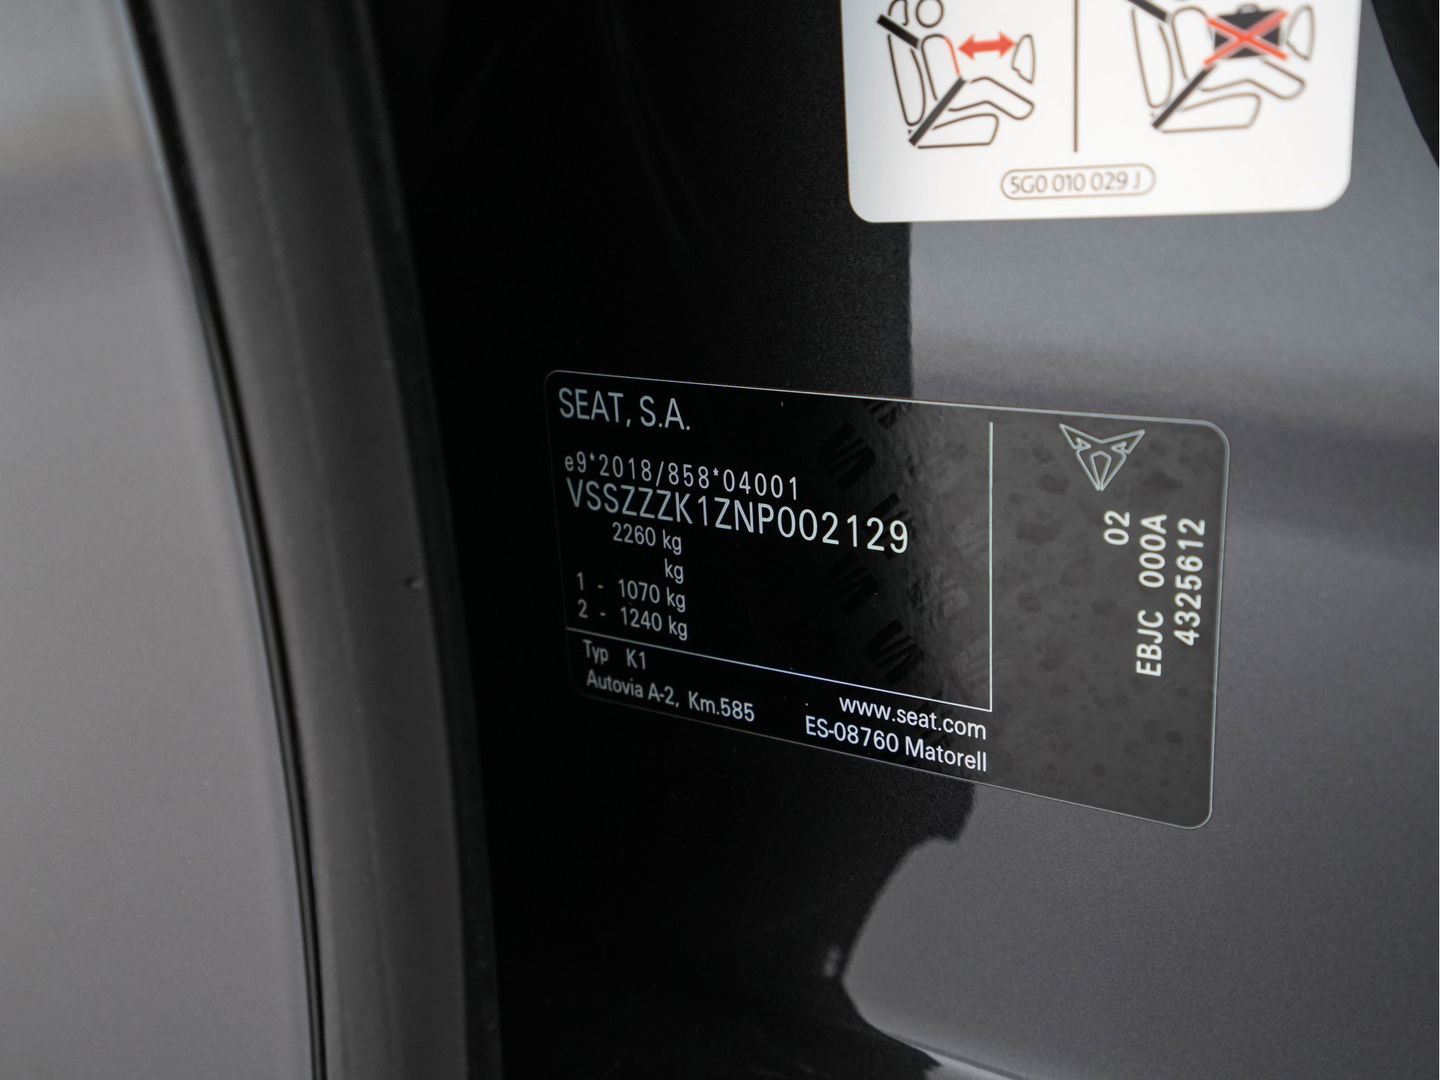 5G0 010 029 J
SEAT, S.A.
e9*2018/858*04001
VSSZZZK1ZNP002129
2260 kg
kg
1 - 1070 kg
2 - 1240 kg
Typ K1
www.seat.com
Autovia A-2, Km.585 ES-08760 Matorell
02
EBJC 000A
4325612